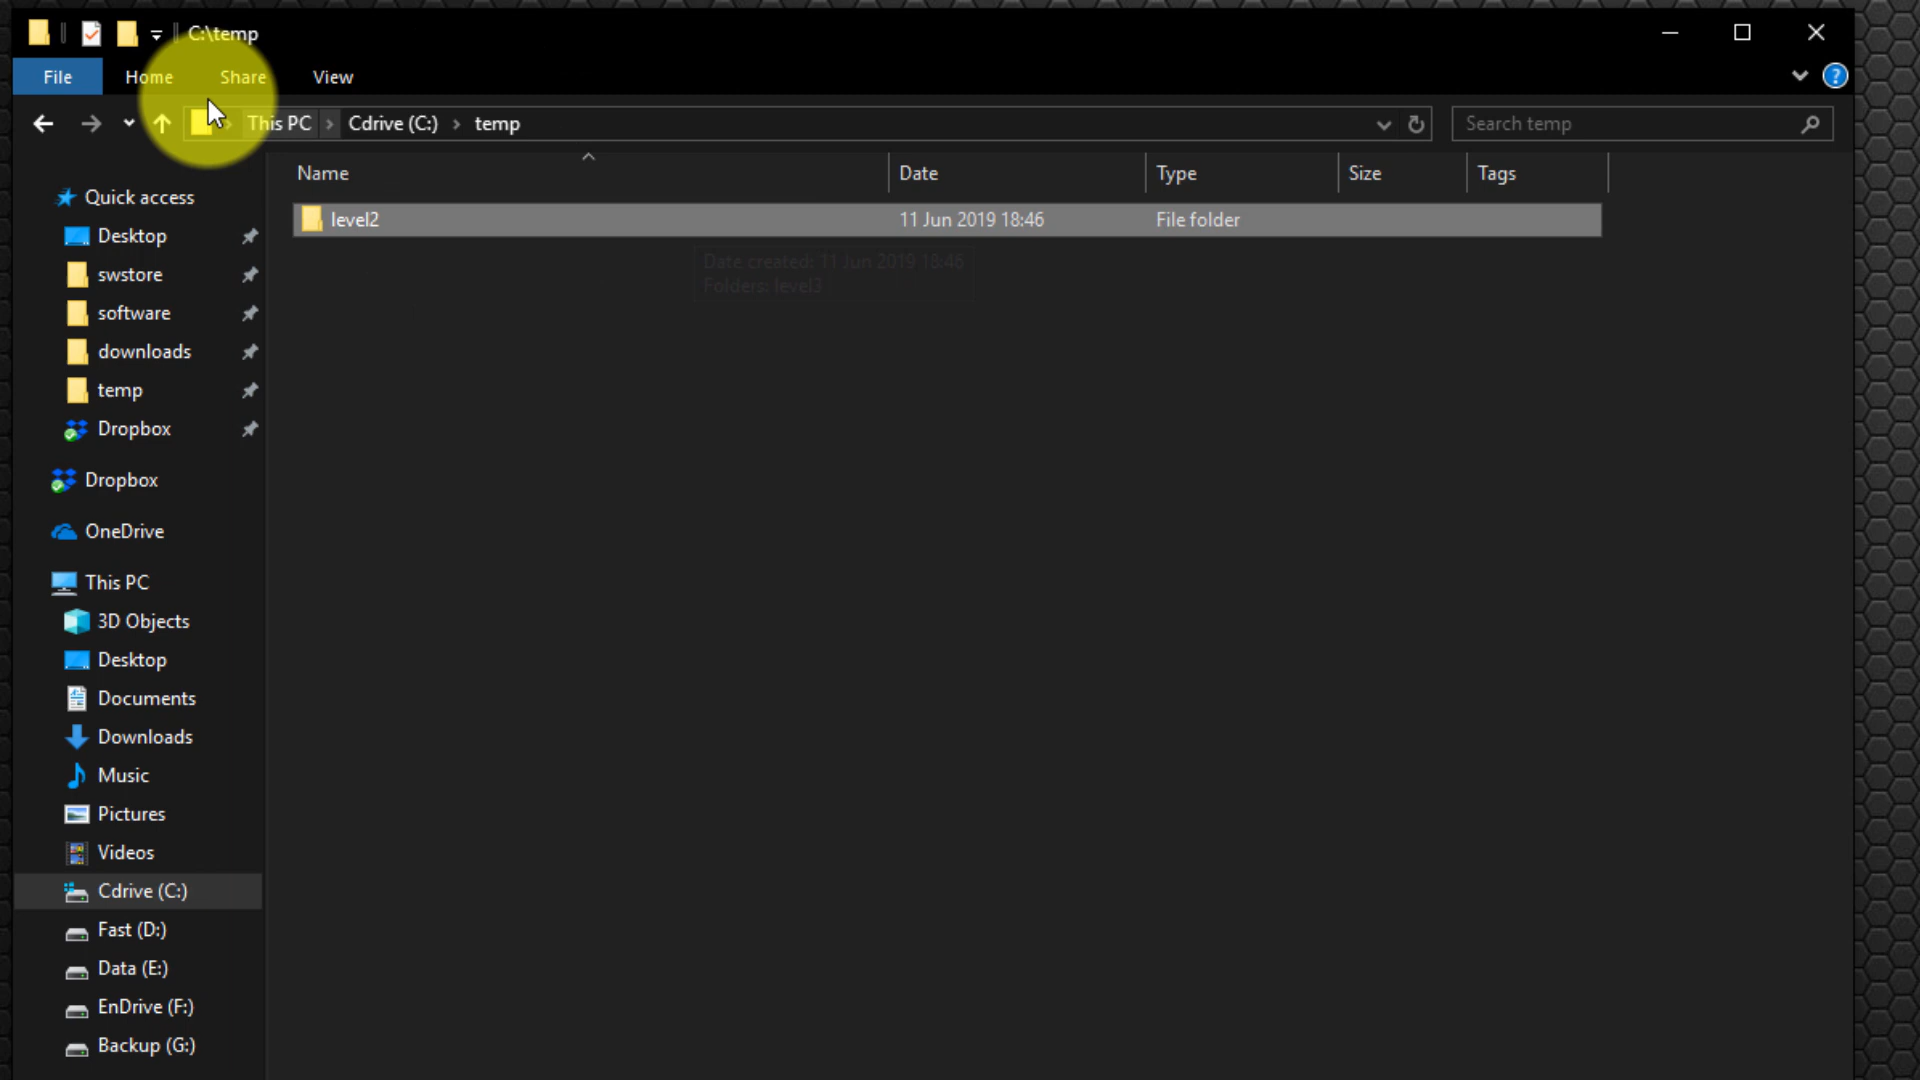 C:\temp
File Home Share View
This PC > Cdrive (C:) > temp
Search temp
Name Date Type Size Tags
level2 11 Jun 2019 18:46 File folder
Date created: 11 Jun 2019 18:46
Folders: level3
Quick access
Desktop
swstore
software
downloads
temp
Dropbox
Dropbox
OneDrive
This PC
3D Objects
Desktop
Documents
Downloads
Music
Pictures
Videos
Cdrive (C:)
Fast (D:)
Data (E:)
EnDrive (F:)
Backup (G:)